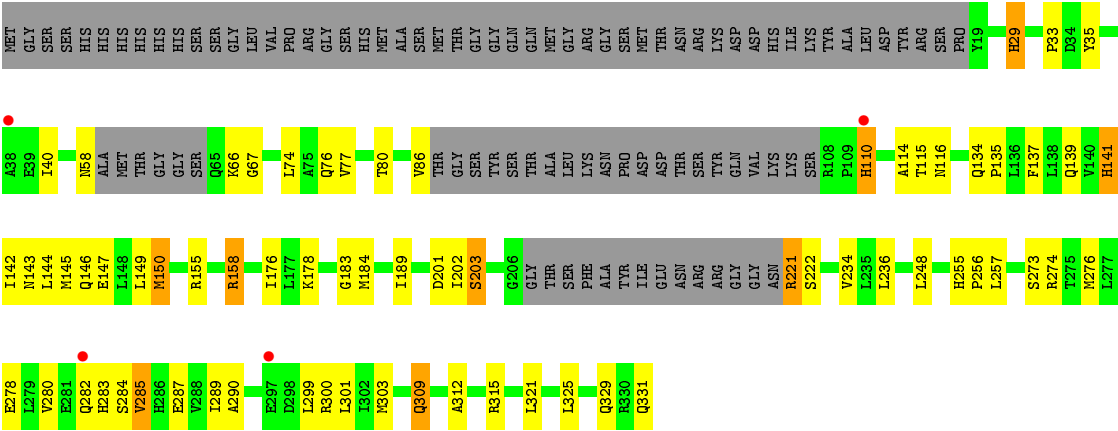 MET GLY SER SER HIS HIS HIS HIS HIS HIS SER SER GLY LEU VAL PRO ARG GLY SER HIS MET ALA SER MET THR GLY GLY GLN GLN MET GLY ARG GLY SER MET THR ASN ARG LYS ASP ASP HIS ILE LYS TYR ALA LEU ASP TYR ARG SER PRO Y19 H29 P33 D34 Y35
A38 E39 I40 N58 ALA MET THR GLY GLY SER Q65 K66 G67 L74 A75 Q76 V77 T80 V86 THR GLY SER TYR SER THR ALA LEU LYS ASN PRO ASP ASP THR SER TYR GLN VAL LYS LYS SER R108 P109 H110 A114 T115 N116 Q134 P135 L136 F137 L138 Q139 V140 H141
I142 N143 L144 M145 Q146 E147 L148 L149 M150 R155 R158 I176 L177 K178 G183 M184 I189 D201 I202 S203 G206 GLY THR SER PHE ALA TYR ILE GLU ASN ARG ARG GLY GLY ASN R221 S222 V234 L235 L236 L248 H255 P256 L257 S273 R274 T275 M276 L277
E278 L279 V280 E281 Q282 H283 S284 V285 H286 E287 V288 I289 A290 E297 D298 L299 R300 L301 I302 M303 Q309 A312 R315 L321 L325 Q329 R330 Q331